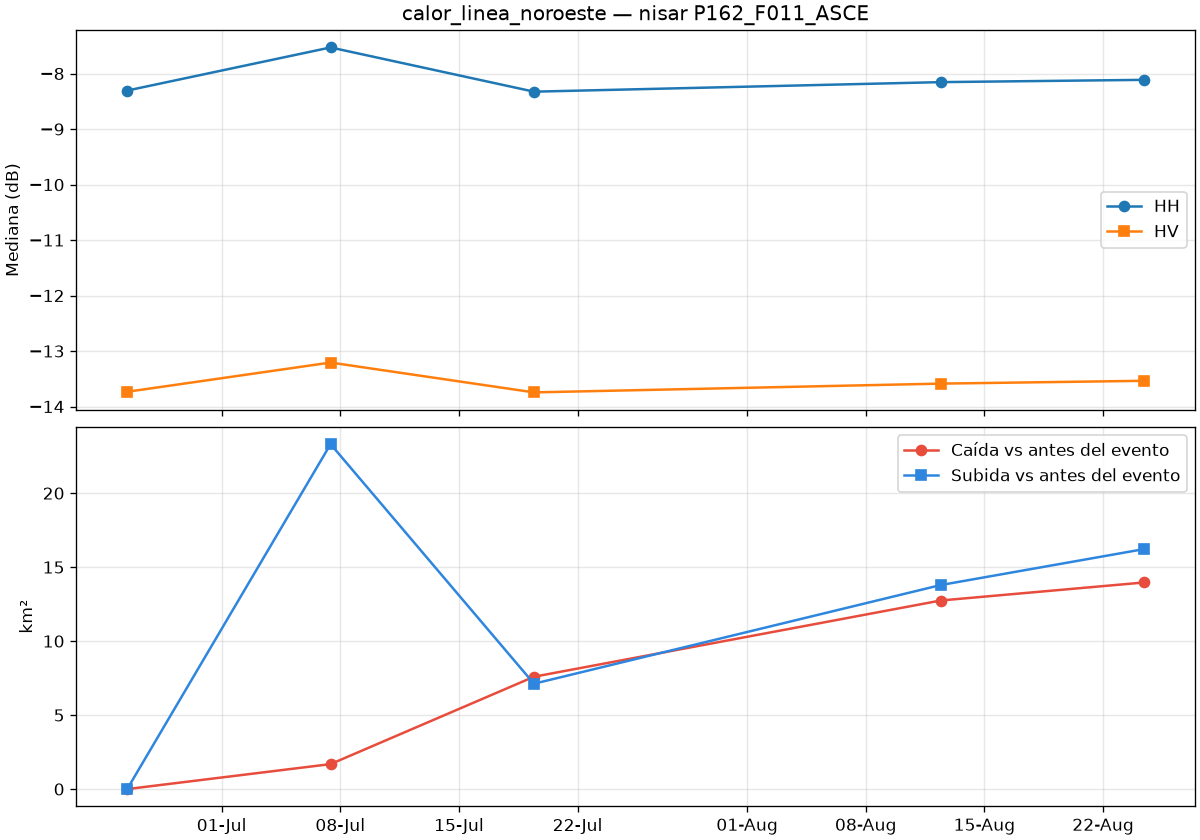 calor_linea_noroeste — nisar P162_F011_ASCE
−8
−9
−10
−11
−12
−13
−14
Mediana (dB)
HH
HV
Caída vs antes del evento
Subida vs antes del evento
20
15
10
5
0
km²
01-Jul
08-Jul
15-Jul
22-Jul
01-Aug
08-Aug
15-Aug
22-Aug